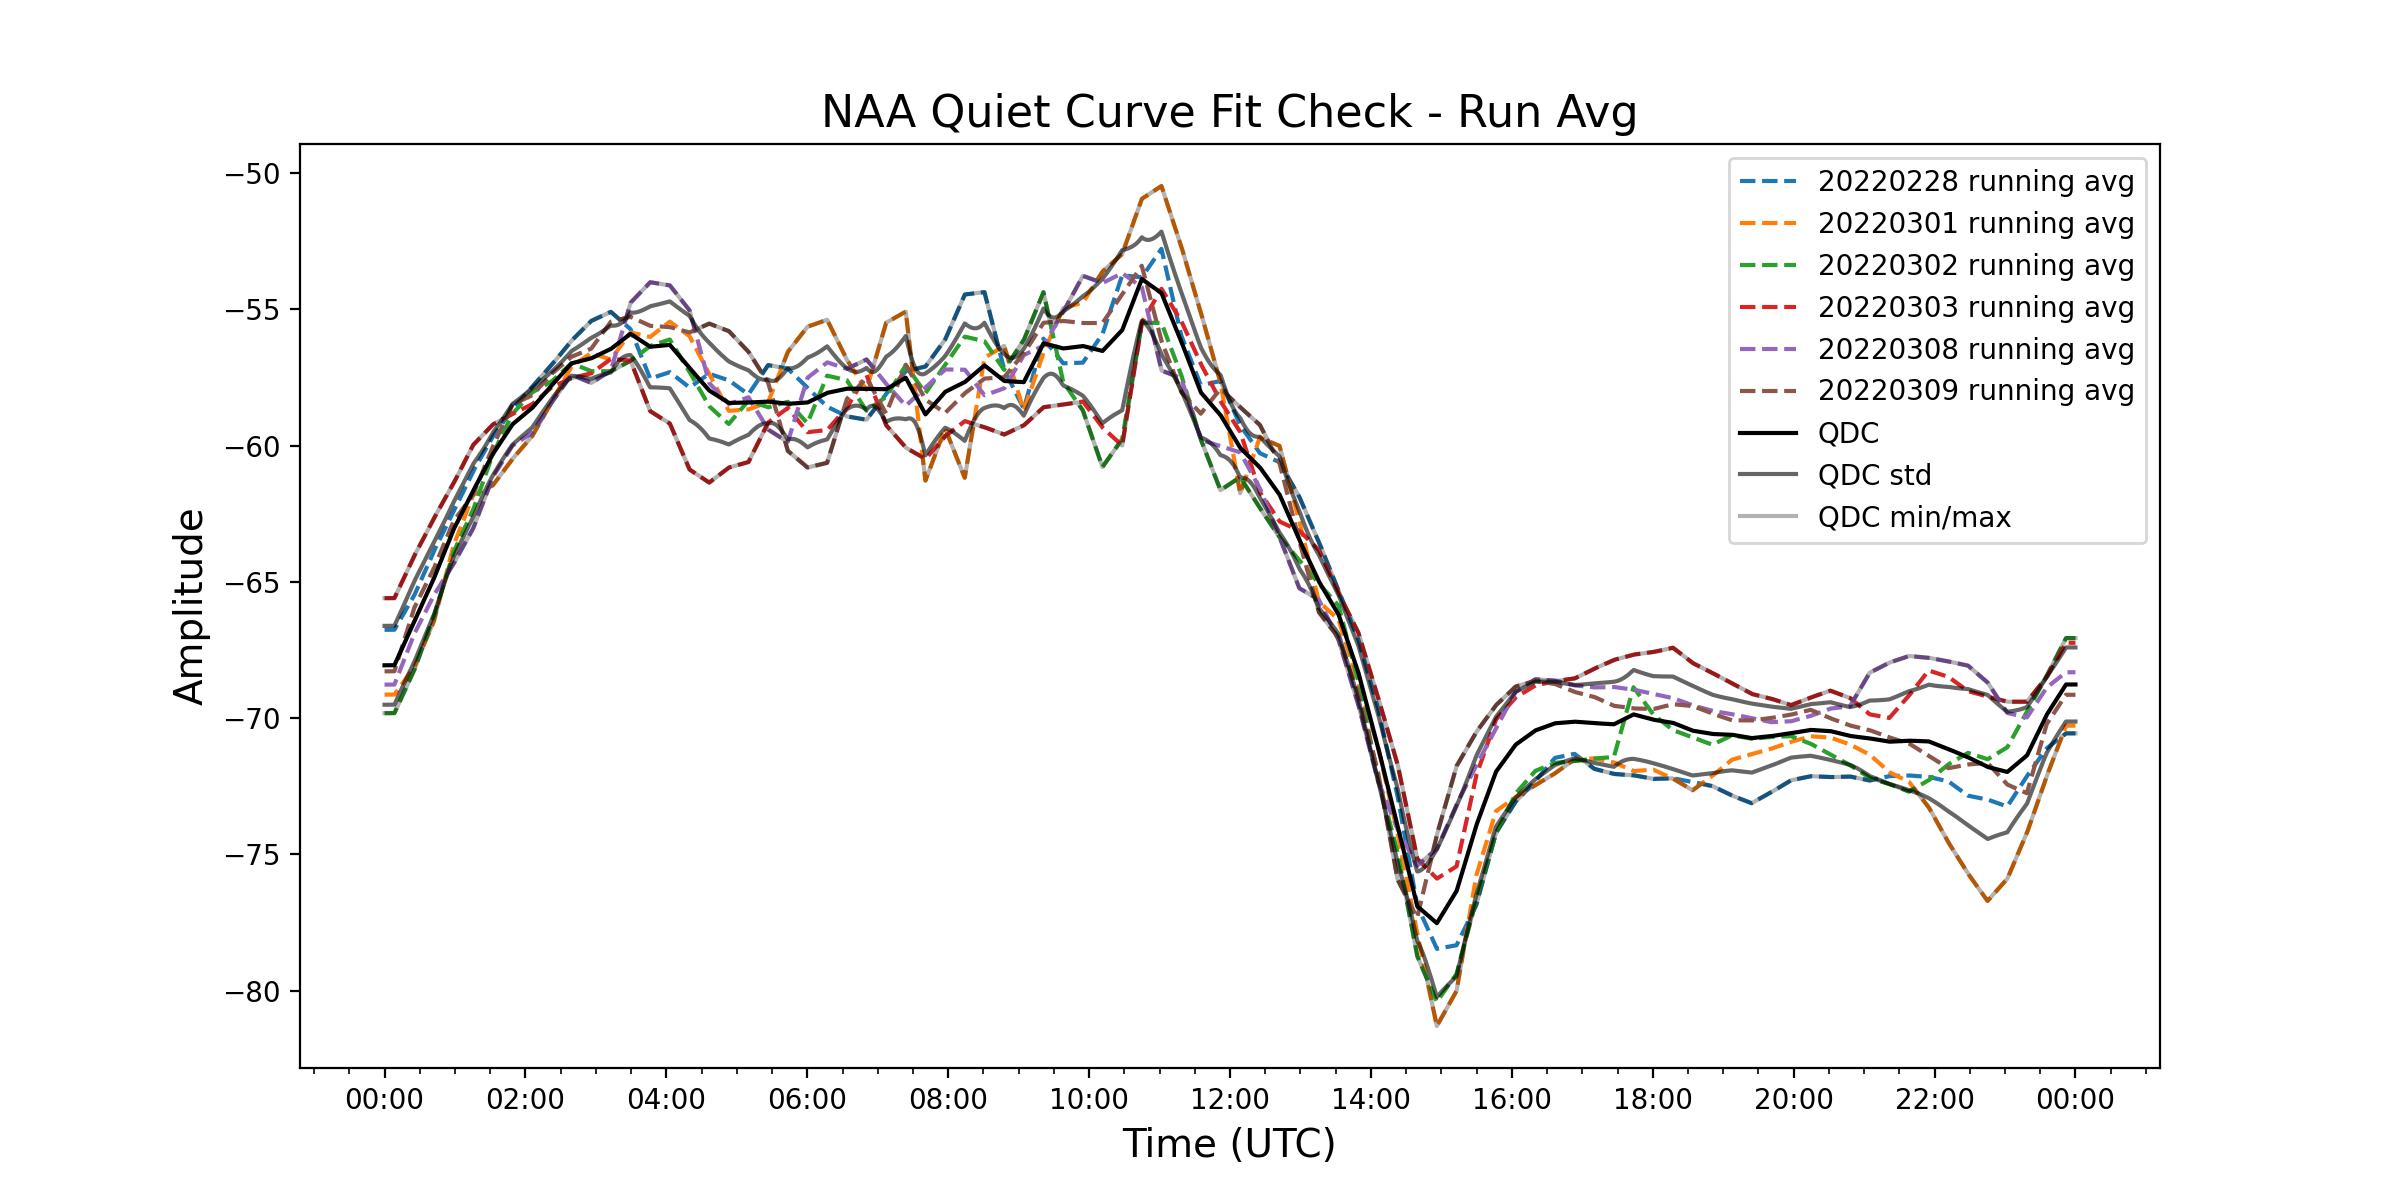 NAA Quiet Curve Fit Check - Run Avg
Amplitude
−50
−55
−60
−65
−70
−75
−80
20220228 running avg
20220301 running avg
20220302 running avg
20220303 running avg
20220308 running avg
20220309 running avg
QDC
QDC std
QDC min/max
00:00 02:00 04:00 06:00 08:00 10:00 12:00 14:00 16:00 18:00 20:00 22:00 00:00
Time (UTC)